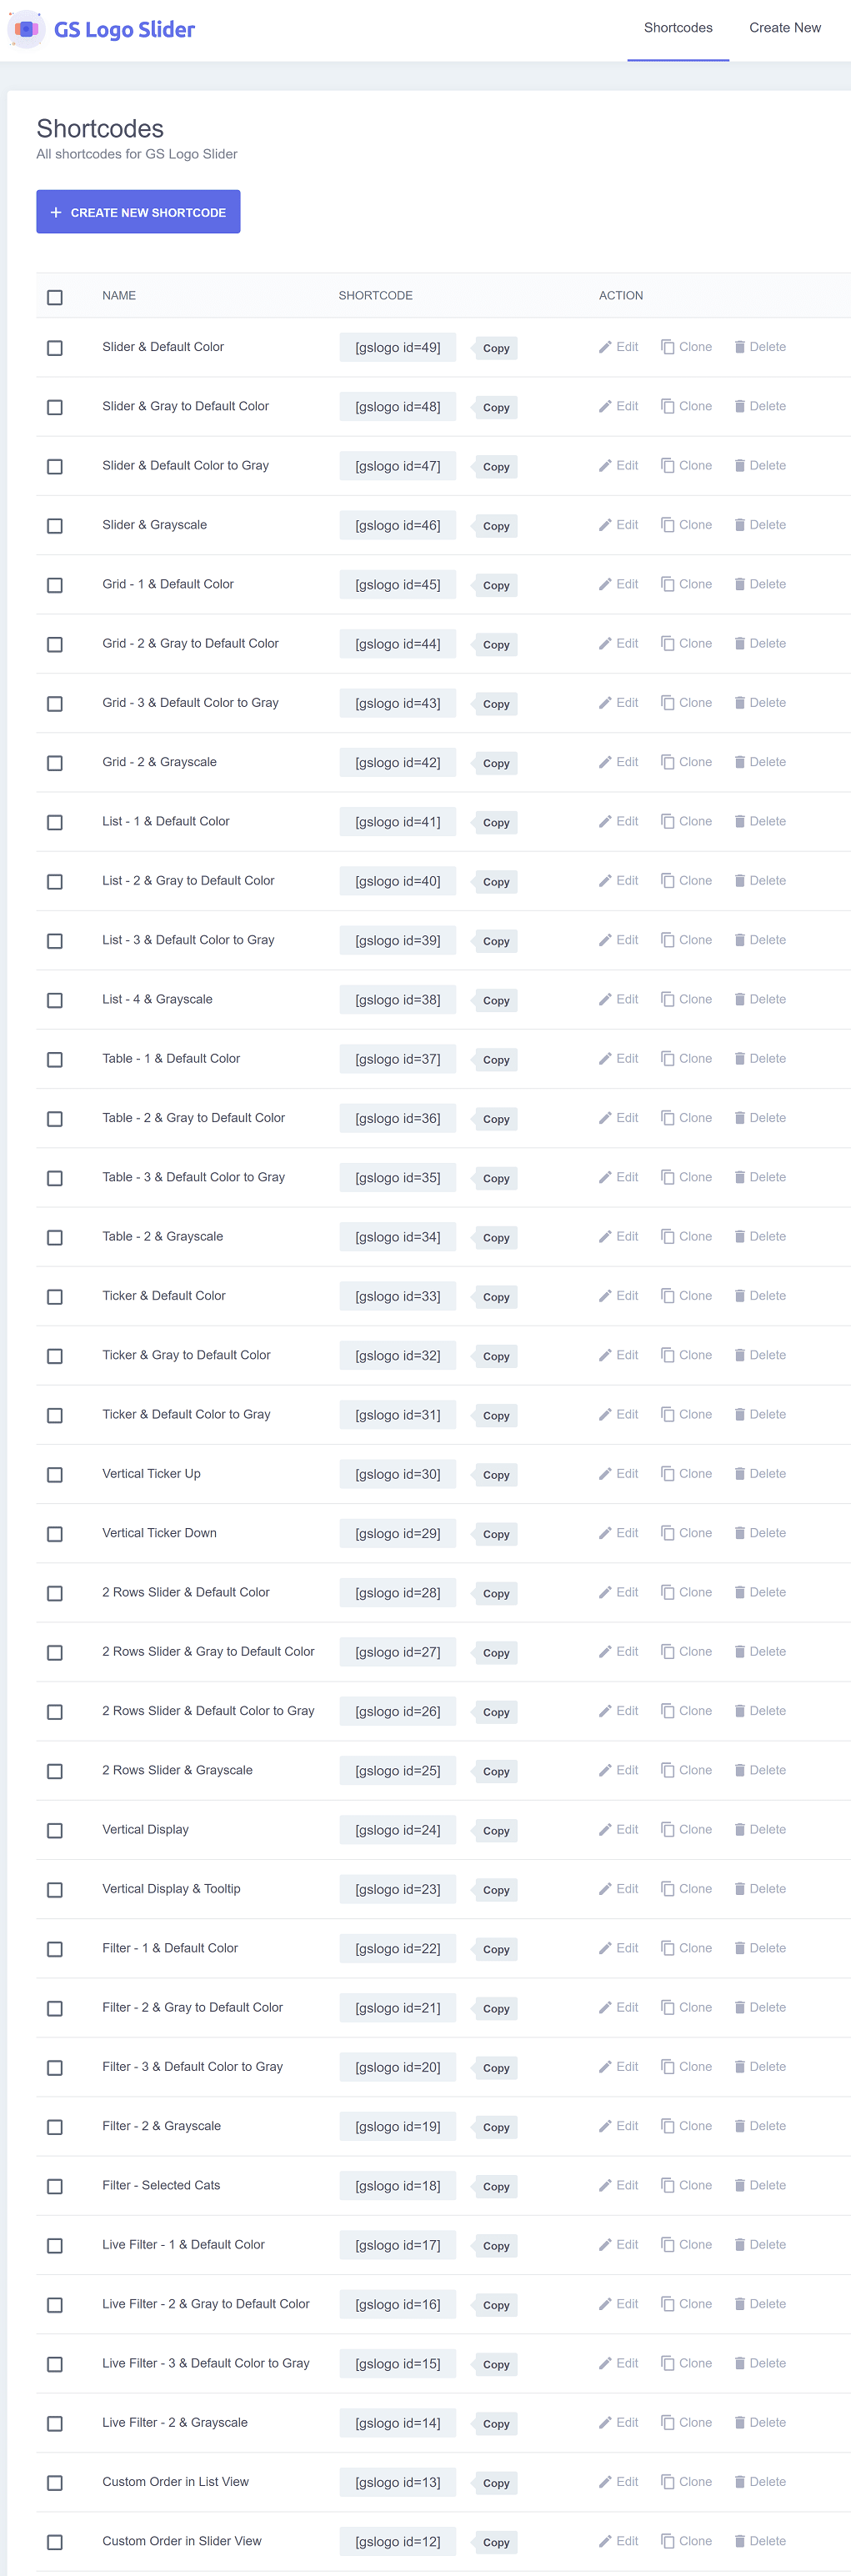 GS Logo Slider Shortcodes Create New
Shortcodes
All shortcodes for GS Logo Slider
+ CREATE NEW SHORTCODE
NAME SHORTCODE ACTION
Slider & Default Color [gslogo id=49] Copy Edit Clone Delete
Slider & Gray to Default Color [gslogo id=48] Copy Edit Clone Delete
Slider & Default Color to Gray [gslogo id=47] Copy Edit Clone Delete
Slider & Grayscale [gslogo id=46] Copy Edit Clone Delete
Grid - 1 & Default Color [gslogo id=45] Copy Edit Clone Delete
Grid - 2 & Gray to Default Color [gslogo id=44] Copy Edit Clone Delete
Grid - 3 & Default Color to Gray [gslogo id=43] Copy Edit Clone Delete
Grid - 2 & Grayscale [gslogo id=42] Copy Edit Clone Delete
List - 1 & Default Color [gslogo id=41] Copy Edit Clone Delete
List - 2 & Gray to Default Color [gslogo id=40] Copy Edit Clone Delete
List - 3 & Default Color to Gray [gslogo id=39] Copy Edit Clone Delete
List - 4 & Grayscale [gslogo id=38] Copy Edit Clone Delete
Table - 1 & Default Color [gslogo id=37] Copy Edit Clone Delete
Table - 2 & Gray to Default Color [gslogo id=36] Copy Edit Clone Delete
Table - 3 & Default Color to Gray [gslogo id=35] Copy Edit Clone Delete
Table - 2 & Grayscale [gslogo id=34] Copy Edit Clone Delete
Ticker & Default Color [gslogo id=33] Copy Edit Clone Delete
Ticker & Gray to Default Color [gslogo id=32] Copy Edit Clone Delete
Ticker & Default Color to Gray [gslogo id=31] Copy Edit Clone Delete
Vertical Ticker Up [gslogo id=30] Copy Edit Clone Delete
Vertical Ticker Down [gslogo id=29] Copy Edit Clone Delete
2 Rows Slider & Default Color [gslogo id=28] Copy Edit Clone Delete
2 Rows Slider & Gray to Default Color [gslogo id=27] Copy Edit Clone Delete
2 Rows Slider & Default Color to Gray [gslogo id=26] Copy Edit Clone Delete
2 Rows Slider & Grayscale [gslogo id=25] Copy Edit Clone Delete
Vertical Display [gslogo id=24] Copy Edit Clone Delete
Vertical Display & Tooltip [gslogo id=23] Copy Edit Clone Delete
Filter - 1 & Default Color [gslogo id=22] Copy Edit Clone Delete
Filter - 2 & Gray to Default Color [gslogo id=21] Copy Edit Clone Delete
Filter - 3 & Default Color to Gray [gslogo id=20] Copy Edit Clone Delete
Filter - 2 & Grayscale [gslogo id=19] Copy Edit Clone Delete
Filter - Selected Cats [gslogo id=18] Copy Edit Clone Delete
Live Filter - 1 & Default Color [gslogo id=17] Copy Edit Clone Delete
Live Filter - 2 & Gray to Default Color [gslogo id=16] Copy Edit Clone Delete
Live Filter - 3 & Default Color to Gray [gslogo id=15] Copy Edit Clone Delete
Live Filter - 2 & Grayscale [gslogo id=14] Copy Edit Clone Delete
Custom Order in List View [gslogo id=13] Copy Edit Clone Delete
Custom Order in Slider View [gslogo id=12] Copy Edit Clone Delete